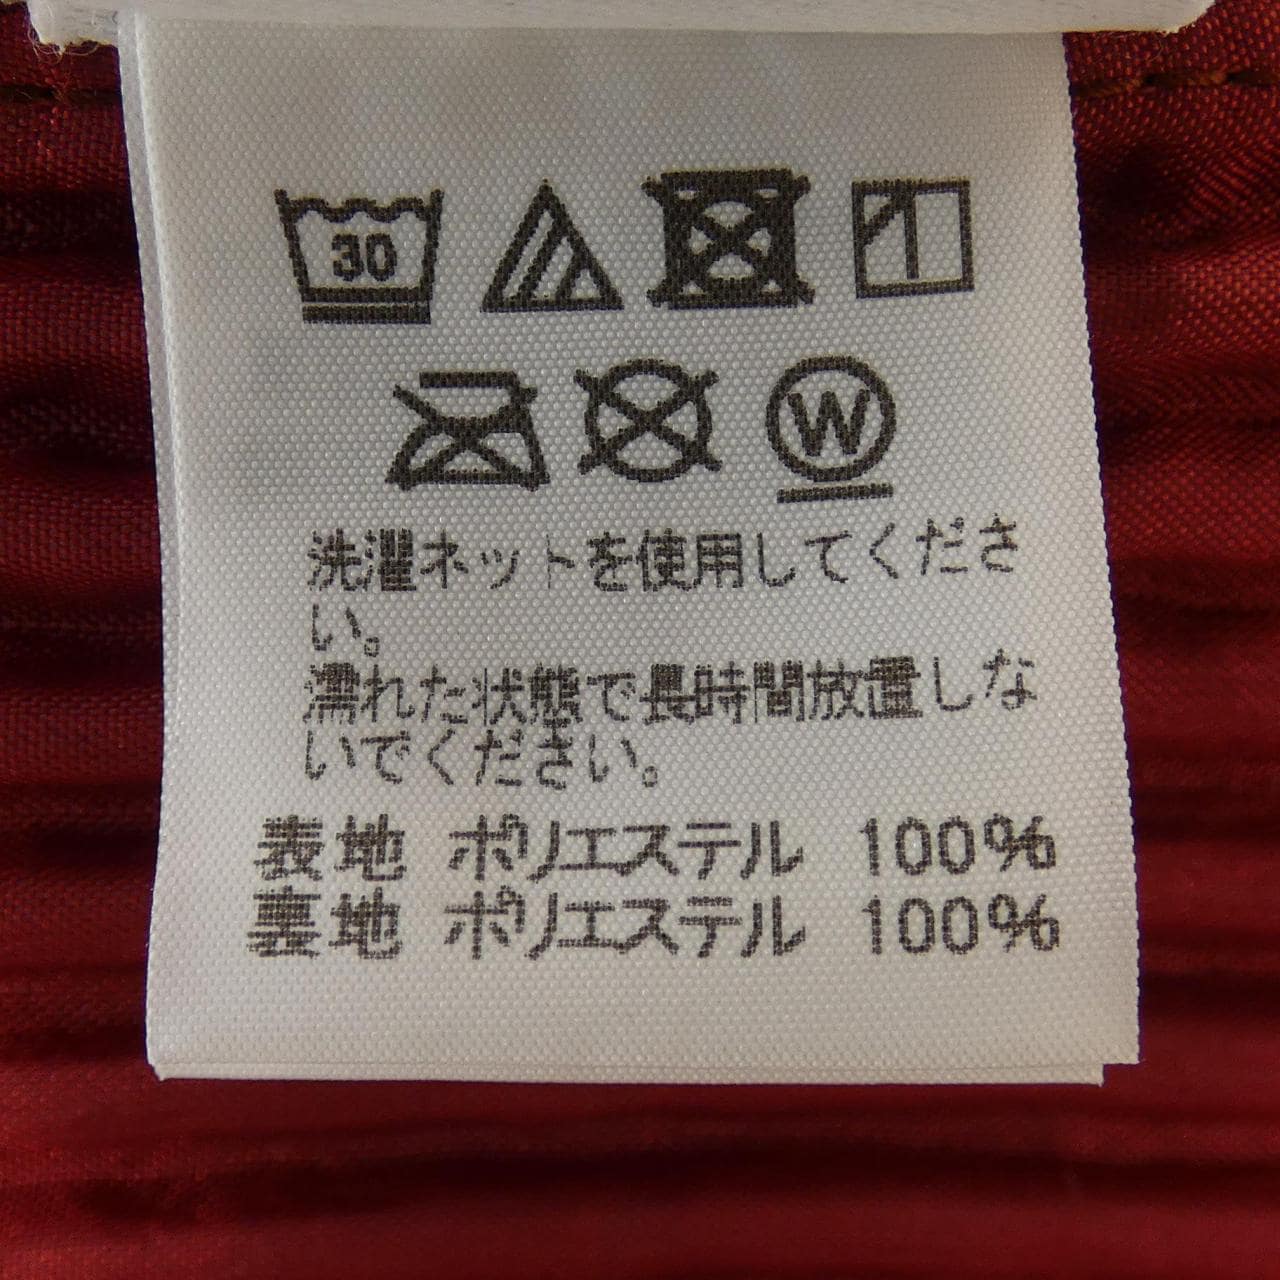 30
W
洗濯ネットを使用してくださ
い。
濡れた状態で長時間放置しな
いでください。
表地 ポリエステル 100%
裏地 ポリエステル 100%